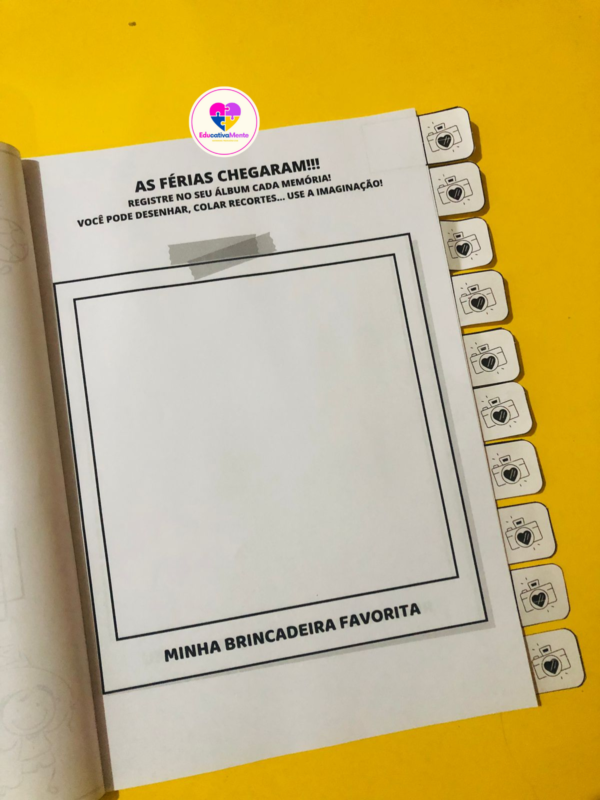 EducativaMente
AS FÉRIAS CHEGARAM!!!
REGISTRE NO SEU ÁLBUM CADA MEMÓRIA!
VOCÊ PODE DESENHAR, COLAR RECORTES... USE A IMAGINAÇÃO!
MINHA BRINCADEIRA FAVORITA